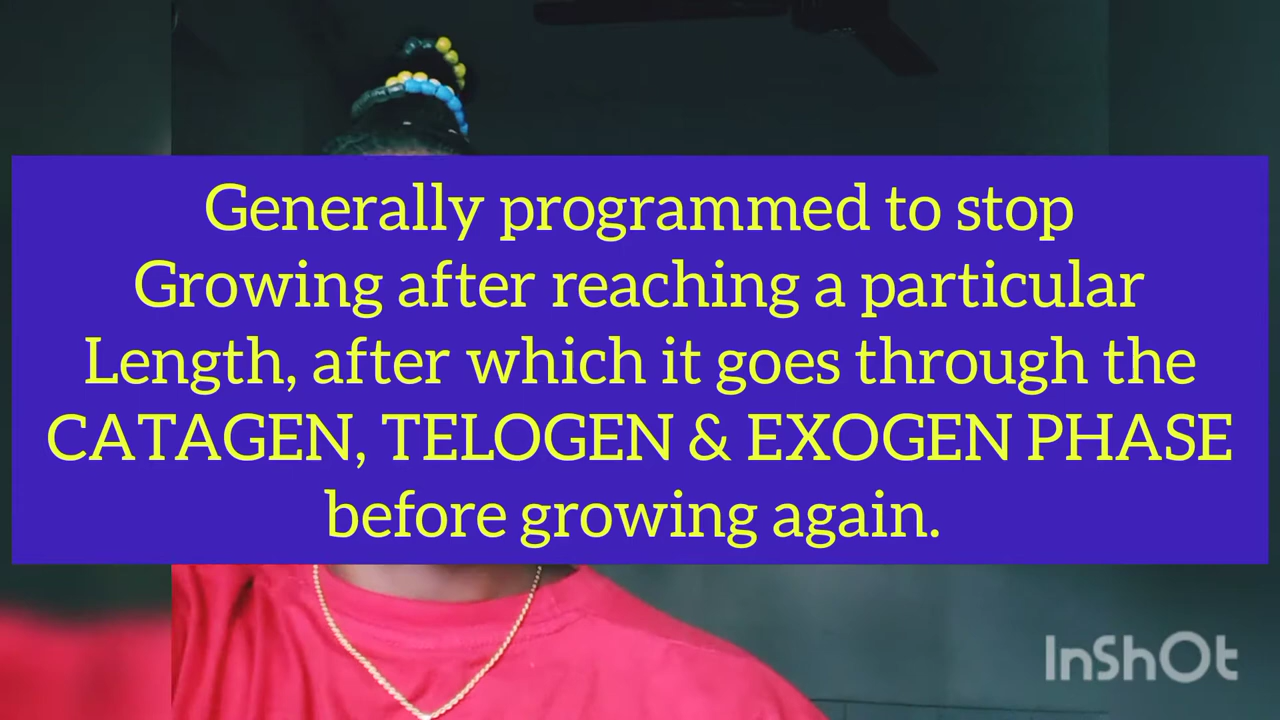 Generally programmed to stop
Growing after reaching a particular
Length, after which it goes through the
CATAGEN, TELOGEN & EXOGEN PHASE
before growing again.
InShOt